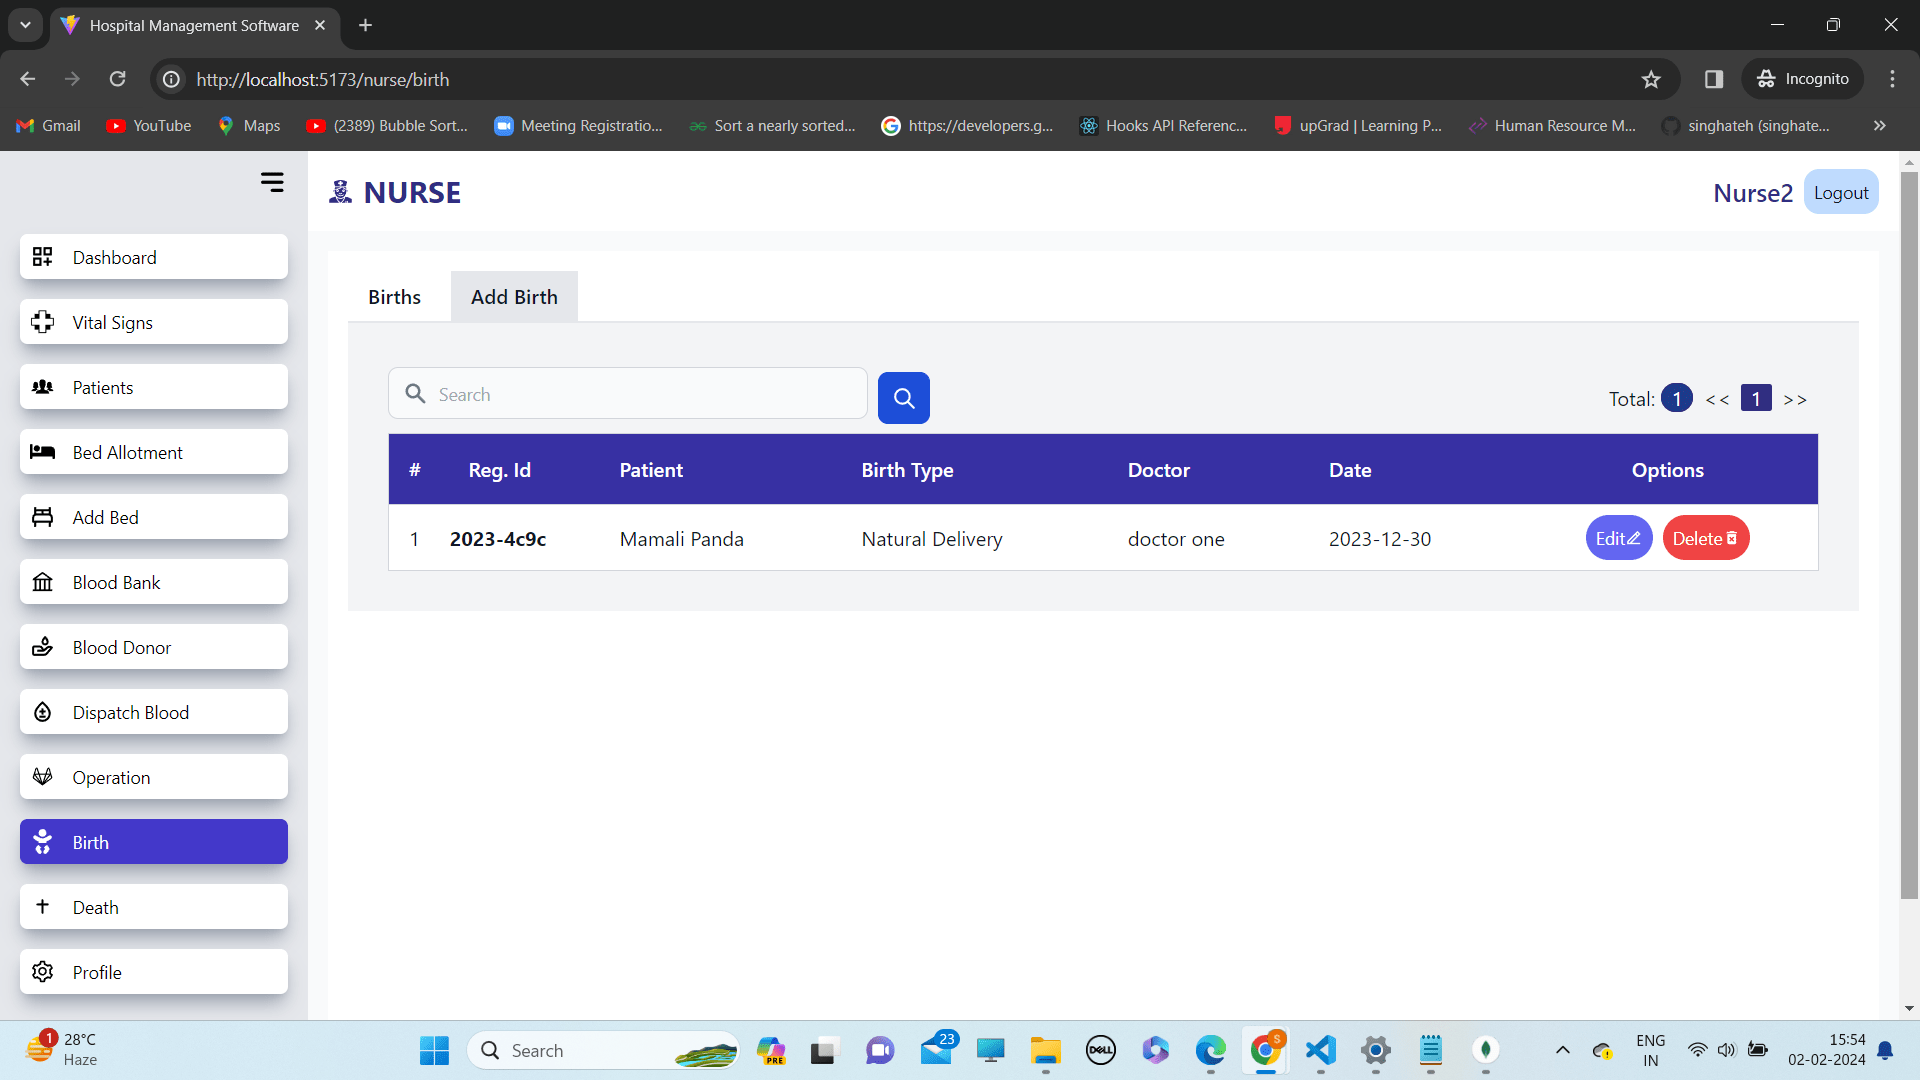 Hospital Management Software
http://localhost:5173/nurse/birth
Incognito
Gmail
YouTube
Maps
(2389) Bubble Sort...
Meeting Registratio...
Sort a nearly sorted...
https://developers.g...
Hooks API Referenc...
upGrad | Learning P...
Human Resource M...
singhateh (singhate...
NURSE
Nurse2
Logout
Dashboard
Vital Signs
Patients
Bed Allotment
Add Bed
Blood Bank
Blood Donor
Dispatch Blood
Operation
Birth
Death
Profile
Births
Add Birth
Search
Total: 1 << 1 >>
# Reg. Id Patient Birth Type Doctor Date Options
1 2023-4c9c Mamali Panda Natural Delivery doctor one 2023-12-30 Edit Delete
1
28°C
Haze
Search
PRE
23
DELL
S
ENG
IN
15:54
02-02-2024